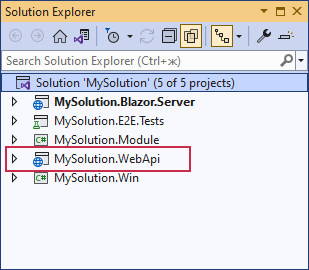 Solution Explorer
Search Solution Explorer (Ctrl+ж)
Solution 'MySolution' (5 of 5 projects)
MySolution.Blazor.Server
MySolution.E2E.Tests
C# MySolution.Module
MySolution.WebApi
C# MySolution.Win